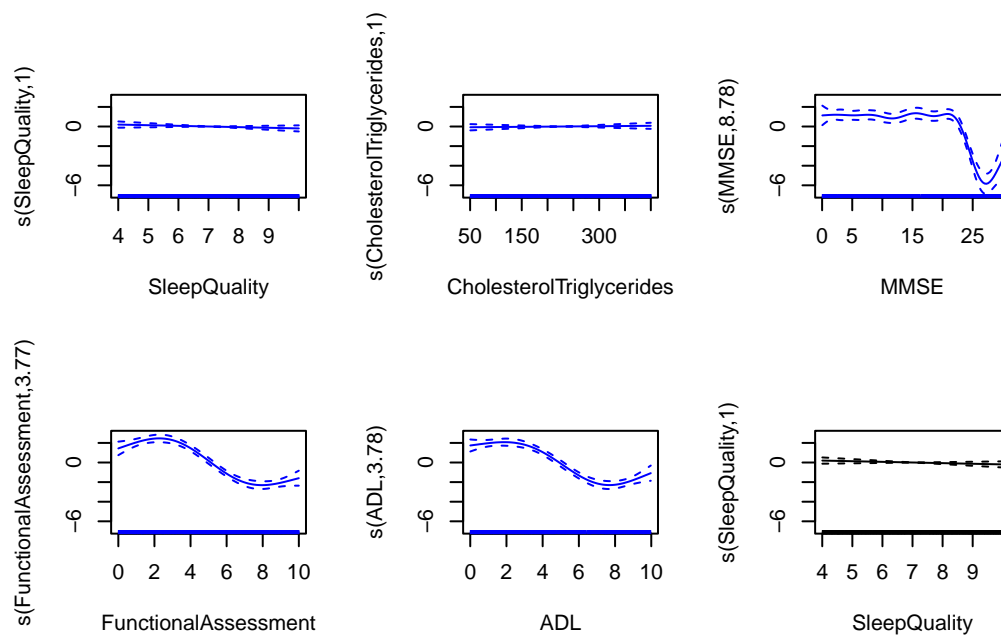 s(SleepQuality,1)
0
−6
4 5 6 7 8 9
SleepQuality
s(CholesterolTriglycerides,1)
0
−6
50 150 300
CholesterolTriglycerides
s(MMSE,8.78)
0
−6
0 5 15 25
MMSE
s(FunctionalAssessment,3.77)
0
−6
0 2 4 6 8 10
FunctionalAssessment
s(ADL,3.78)
0
−6
0 2 4 6 8 10
ADL
s(SleepQuality,1)
0
−6
4 5 6 7 8 9
SleepQuality